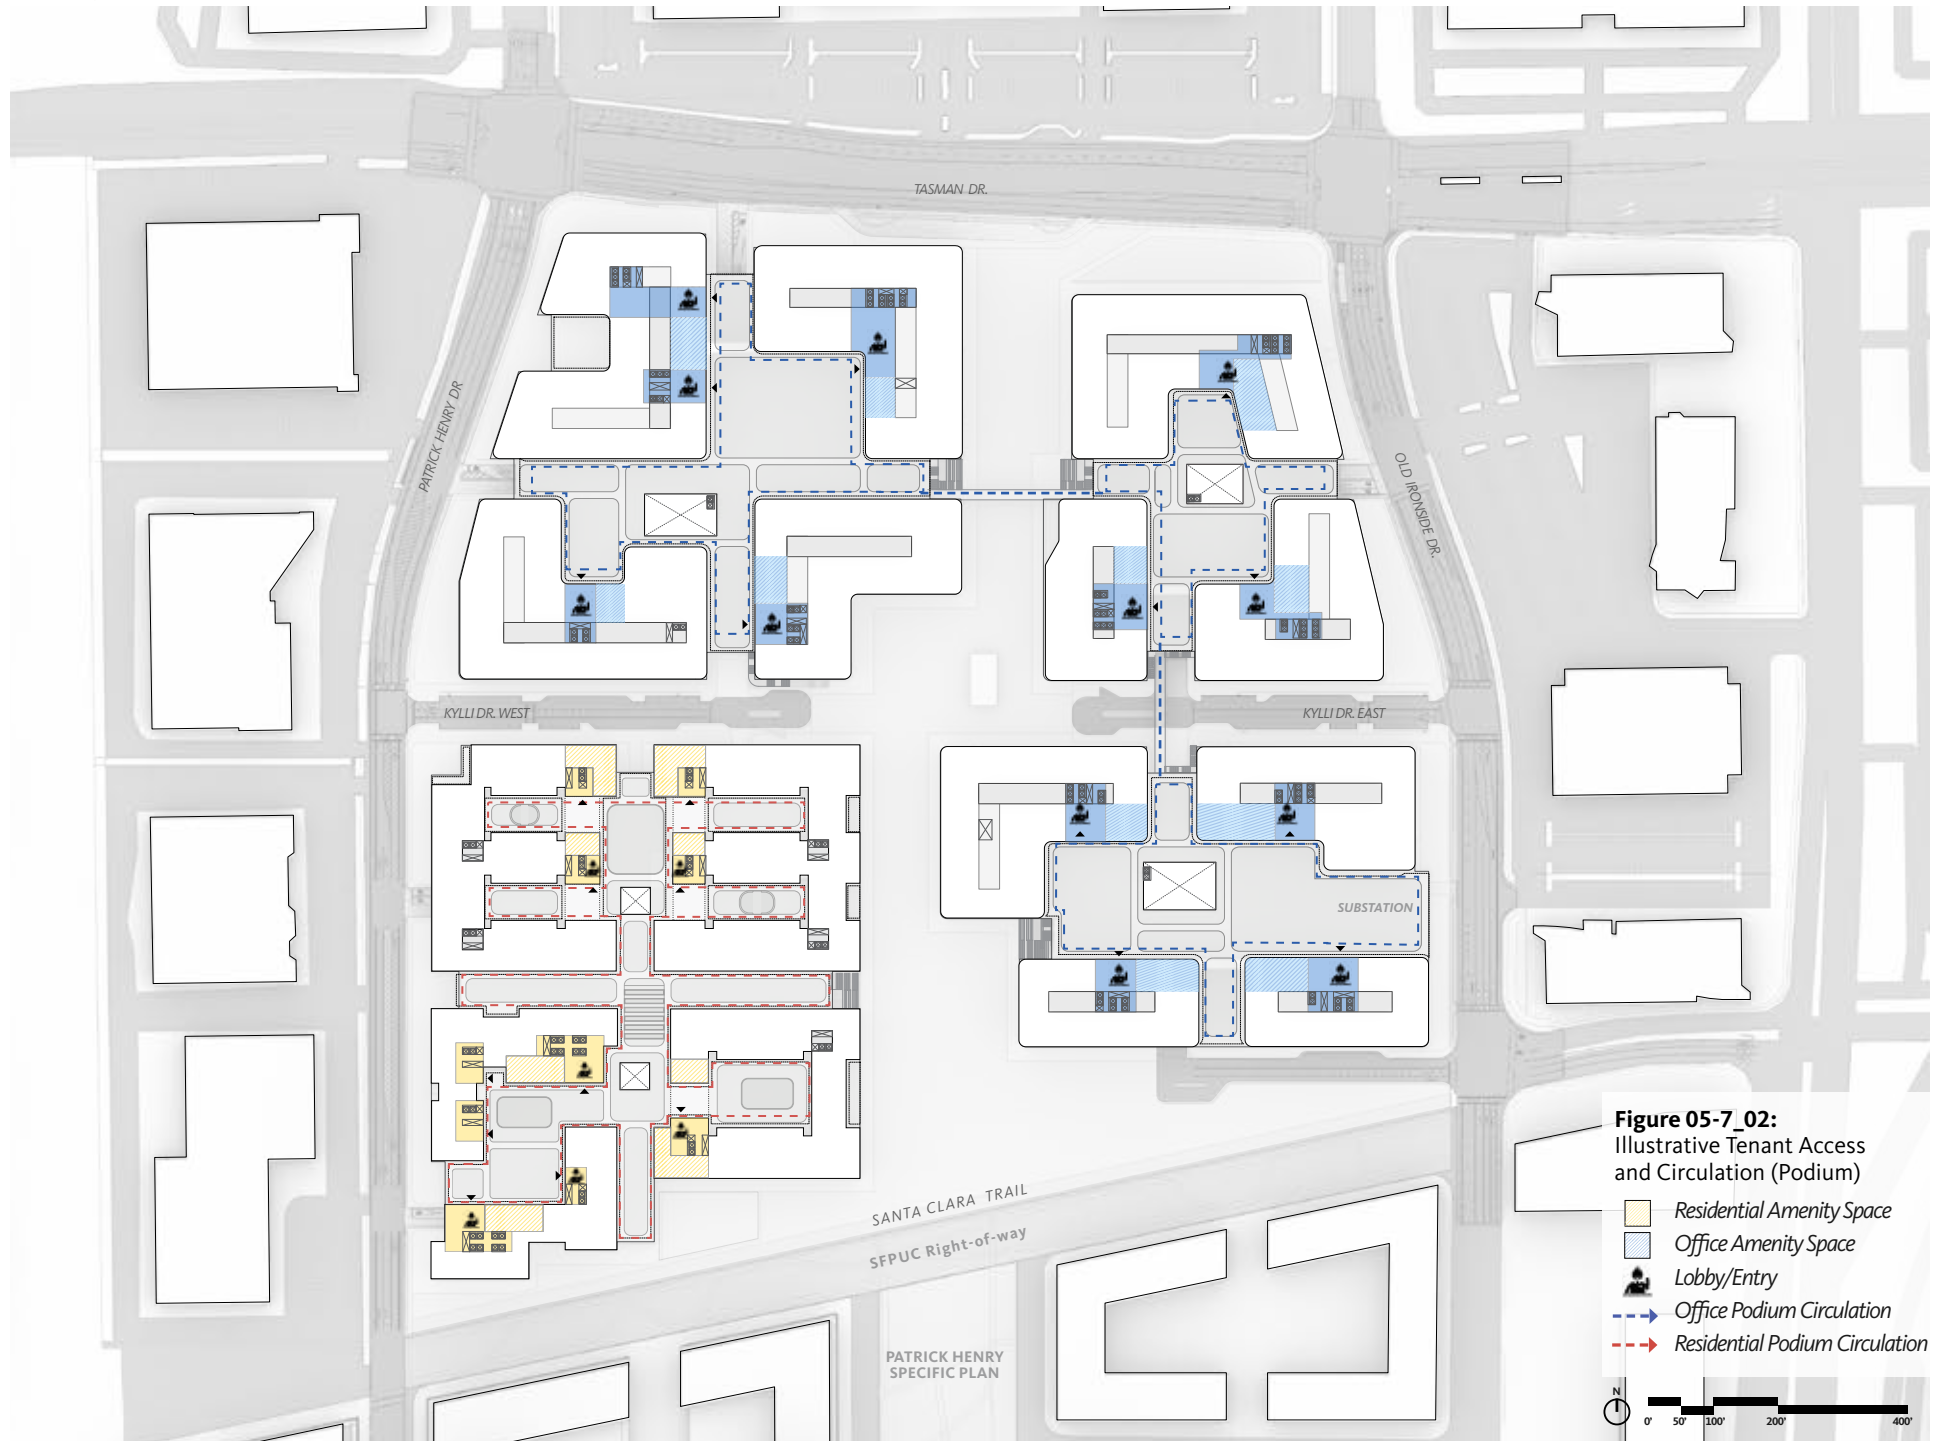 TASMAN DR.
PATRICK HENRY DR
OLD IRONSIDE DR.
KYLLI DR. WEST
KYLLI DR. EAST
SUBSTATION
SANTA CLARA TRAIL
SFPUC Right-of-way
PATRICK HENRY
SPECIFIC PLAN
Figure 05-7_02:
Illustrative Tenant Access
and Circulation (Podium)
Residential Amenity Space
Office Amenity Space
Lobby/Entry
Office Podium Circulation
Residential Podium Circulation
N
0' 50' 100' 200' 400'